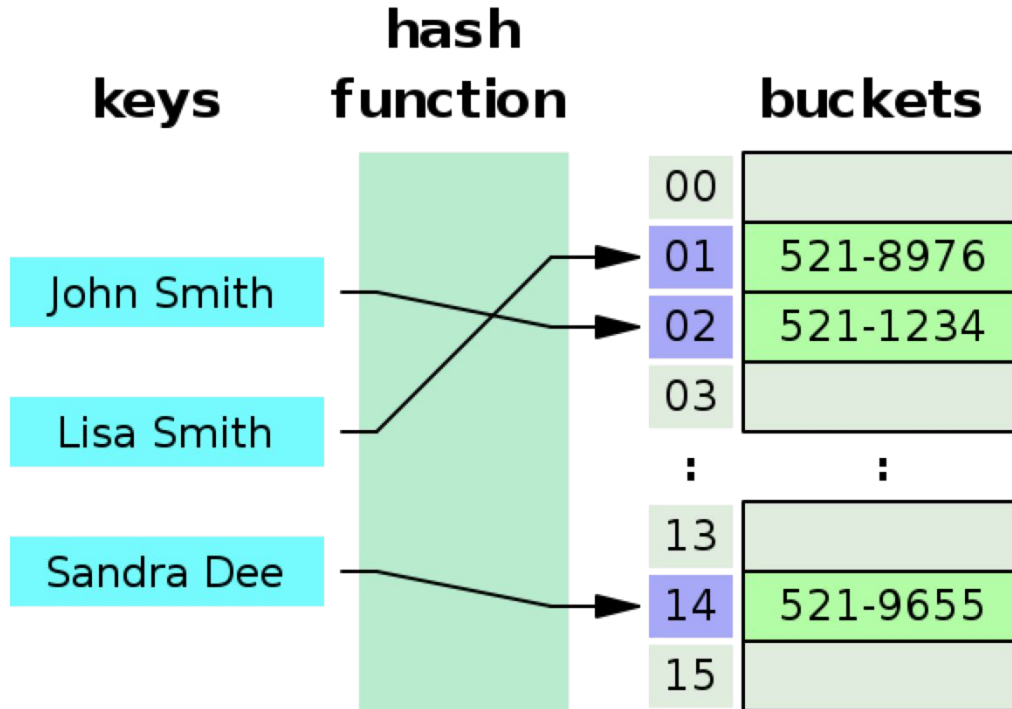 hash
keys function buckets
00
01 521-8976
John Smith
02 521-1234
03
Lisa Smith
: :
13
Sandra Dee
14 521-9655
15